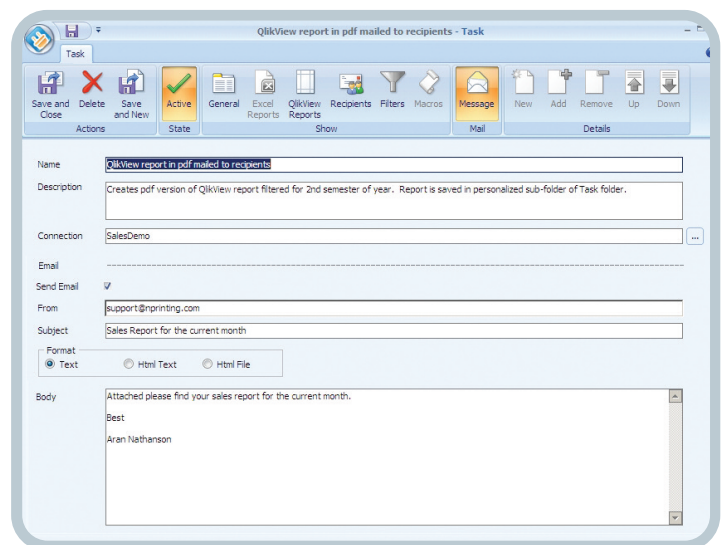 QlikView report in pdf mailed to recipients - Task
Task
Save and Close
Delete
Save and New
Active
General
Excel Reports
QlikView Reports
Recipients
Filters
Macros
Message
New
Add
Remove
Up
Down
Actions
State
Show
Mail
Details
Name
QlikView report in pdf mailed to recipients
Description
Creates pdf version of QlikView report filtered for 2nd semester of year. Report is saved in personalized sub-folder of Task folder.
Connection
SalesDemo
...
Email
Send Email
From
support@nprinting.com
Subject
Sales Report for the current month
Format
Text
Html Text
Html File
Body
Attached please find your sales report for the current month.
Best
Aran Nathanson